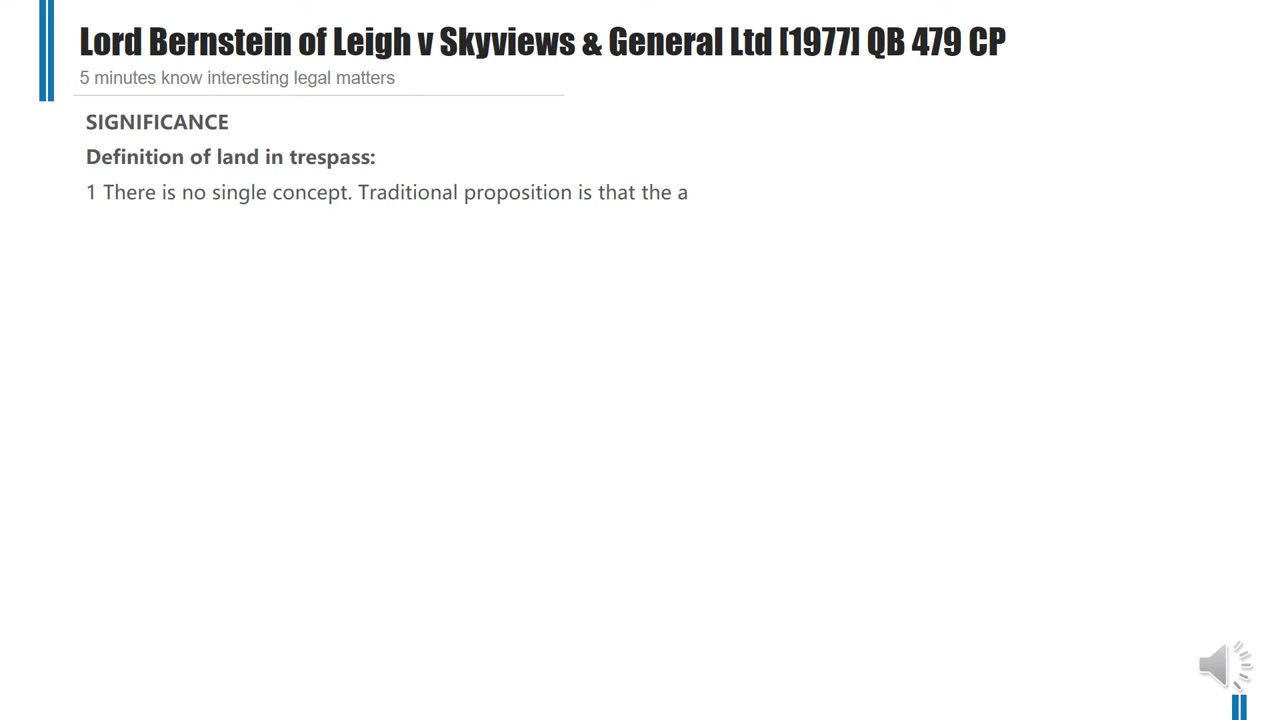 Lord Bernstein of Leigh v Skyviews & General Ltd [1977] QB 479 CP
5 minutes know interesting legal matters
SIGNIFICANCE
Definition of land in trespass:
1 There is no single concept. Traditional proposition is that the a